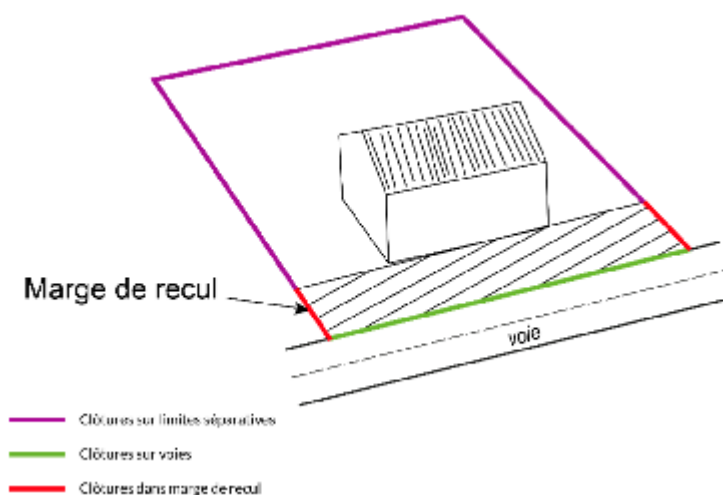 Marge de recul
voie
Clôtures sur limites séparatives
Clôtures sur voies
Clôtures dans marge de recul